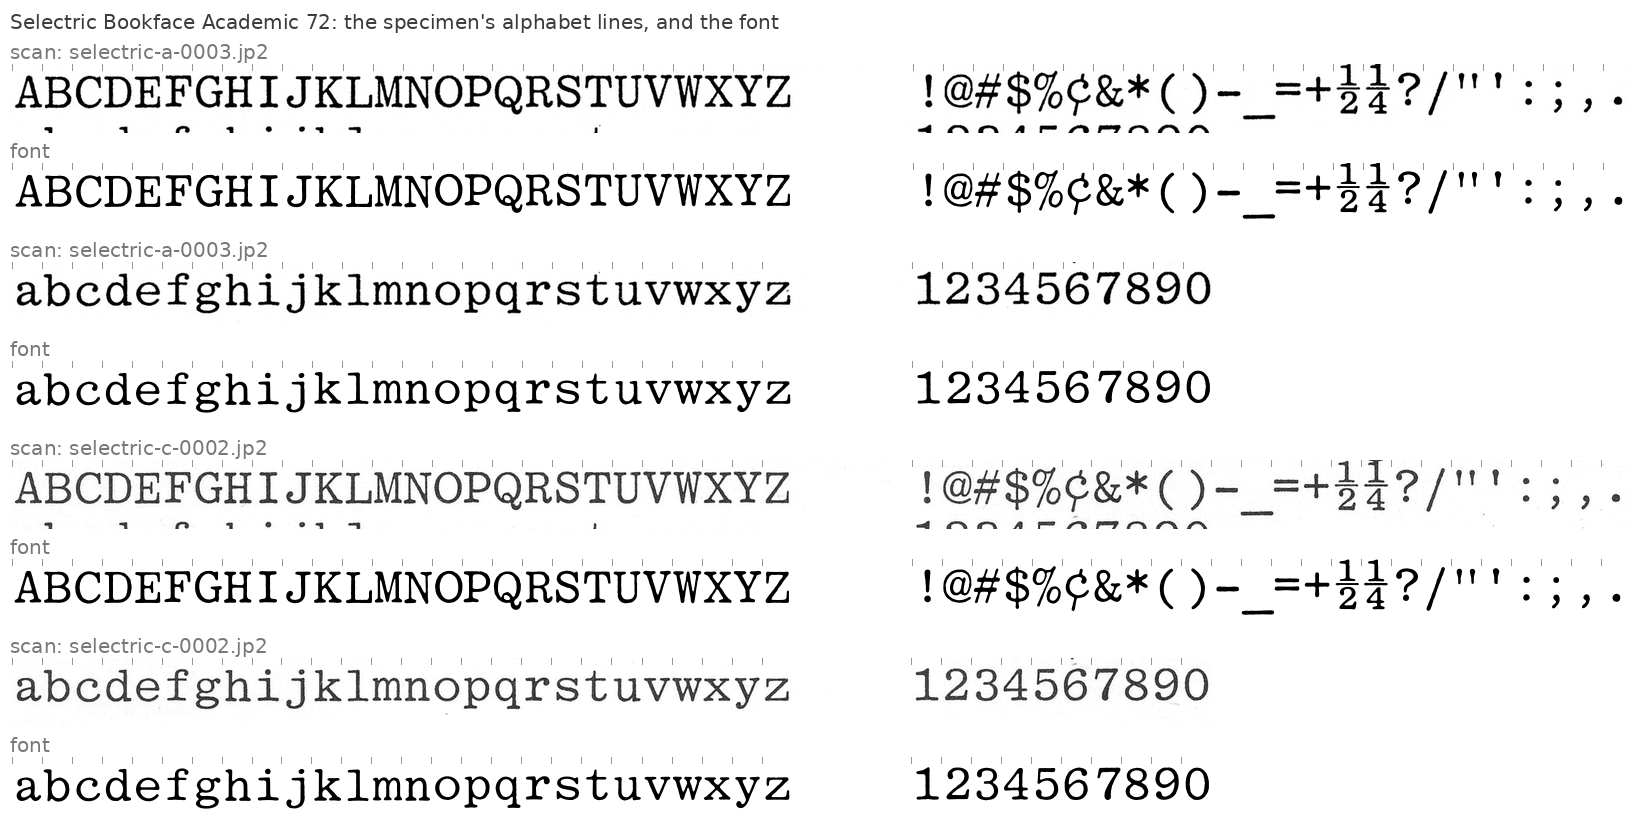 Selectric Bookface Academic 72: the specimen's alphabet lines, and the font
scan: selectric-a-0003.jp2
ABCDEFGHIJKLMNOPQRSTUVWXYZ !@#$%¢&*()-_=+½¼?/"':;,.
font
ABCDEFGHIJKLMNOPQRSTUVWXYZ !@#$%¢&*()-_=+½¼?/"':;,.
scan: selectric-a-0003.jp2
abcdefghijklmnopqrstuvwxyz 1234567890
font
abcdefghijklmnopqrstuvwxyz 1234567890
scan: selectric-c-0002.jp2
ABCDEFGHIJKLMNOPQRSTUVWXYZ !@#$%¢&*()-_=+½¼?/"':;,.
font
ABCDEFGHIJKLMNOPQRSTUVWXYZ !@#$%¢&*()-_=+½¼?/"':;,.
scan: selectric-c-0002.jp2
abcdefghijklmnopqrstuvwxyz 1234567890
font
abcdefghijklmnopqrstuvwxyz 1234567890